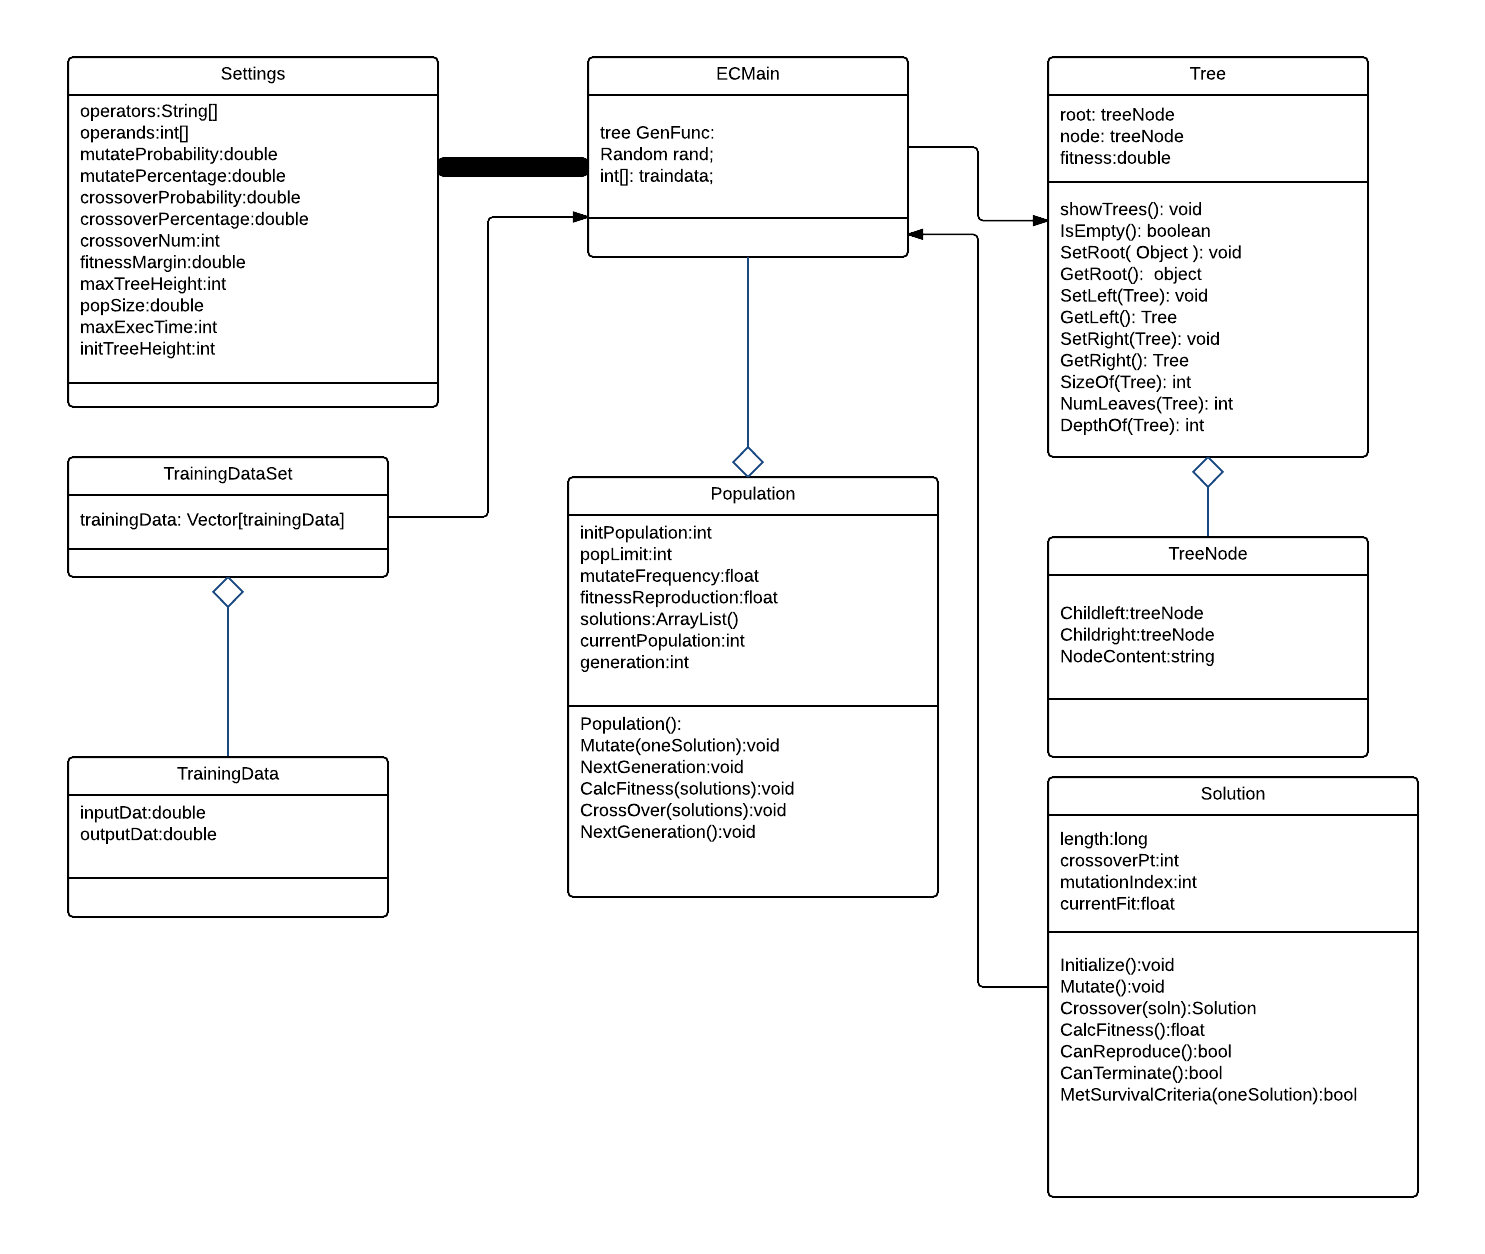 Settings
operators:String[]
operands:int[]
mutateProbability:double
mutatePercentage:double
crossoverProbability:double
crossoverPercentage:double
crossoverNum:int
fitnessMargin:double
maxTreeHeight:int
popSize:double
maxExecTime:int
initTreeHeight:int
ECMain
tree GenFunc:
Random rand;
int[]: traindata;
Tree
root: treeNode
node: treeNode
fitness:double
showTrees(): void
IsEmpty(): boolean
SetRoot( Object ): void
GetRoot():  object
SetLeft(Tree): void
GetLeft(): Tree
SetRight(Tree): void
GetRight(): Tree
SizeOf(Tree): int
NumLeaves(Tree): int
DepthOf(Tree): int
TrainingDataSet
trainingData: Vector[trainingData]
Population
initPopulation:int
popLimit:int
mutateFrequency:float
fitnessReproduction:float
solutions:ArrayList()
currentPopulation:int
generation:int
Population():
Mutate(oneSolution):void
NextGeneration:void
CalcFitness(solutions):void
CrossOver(solutions):void
NextGeneration():void
TreeNode
Childleft:treeNode
Childright:treeNode
NodeContent:string
TrainingData
inputDat:double
outputDat:double
Solution
length:long
crossoverPt:int
mutationIndex:int
currentFit:float
Initialize():void
Mutate():void
Crossover(soln):Solution
CalcFitness():float
CanReproduce():bool
CanTerminate():bool
MetSurvivalCriteria(oneSolution):bool